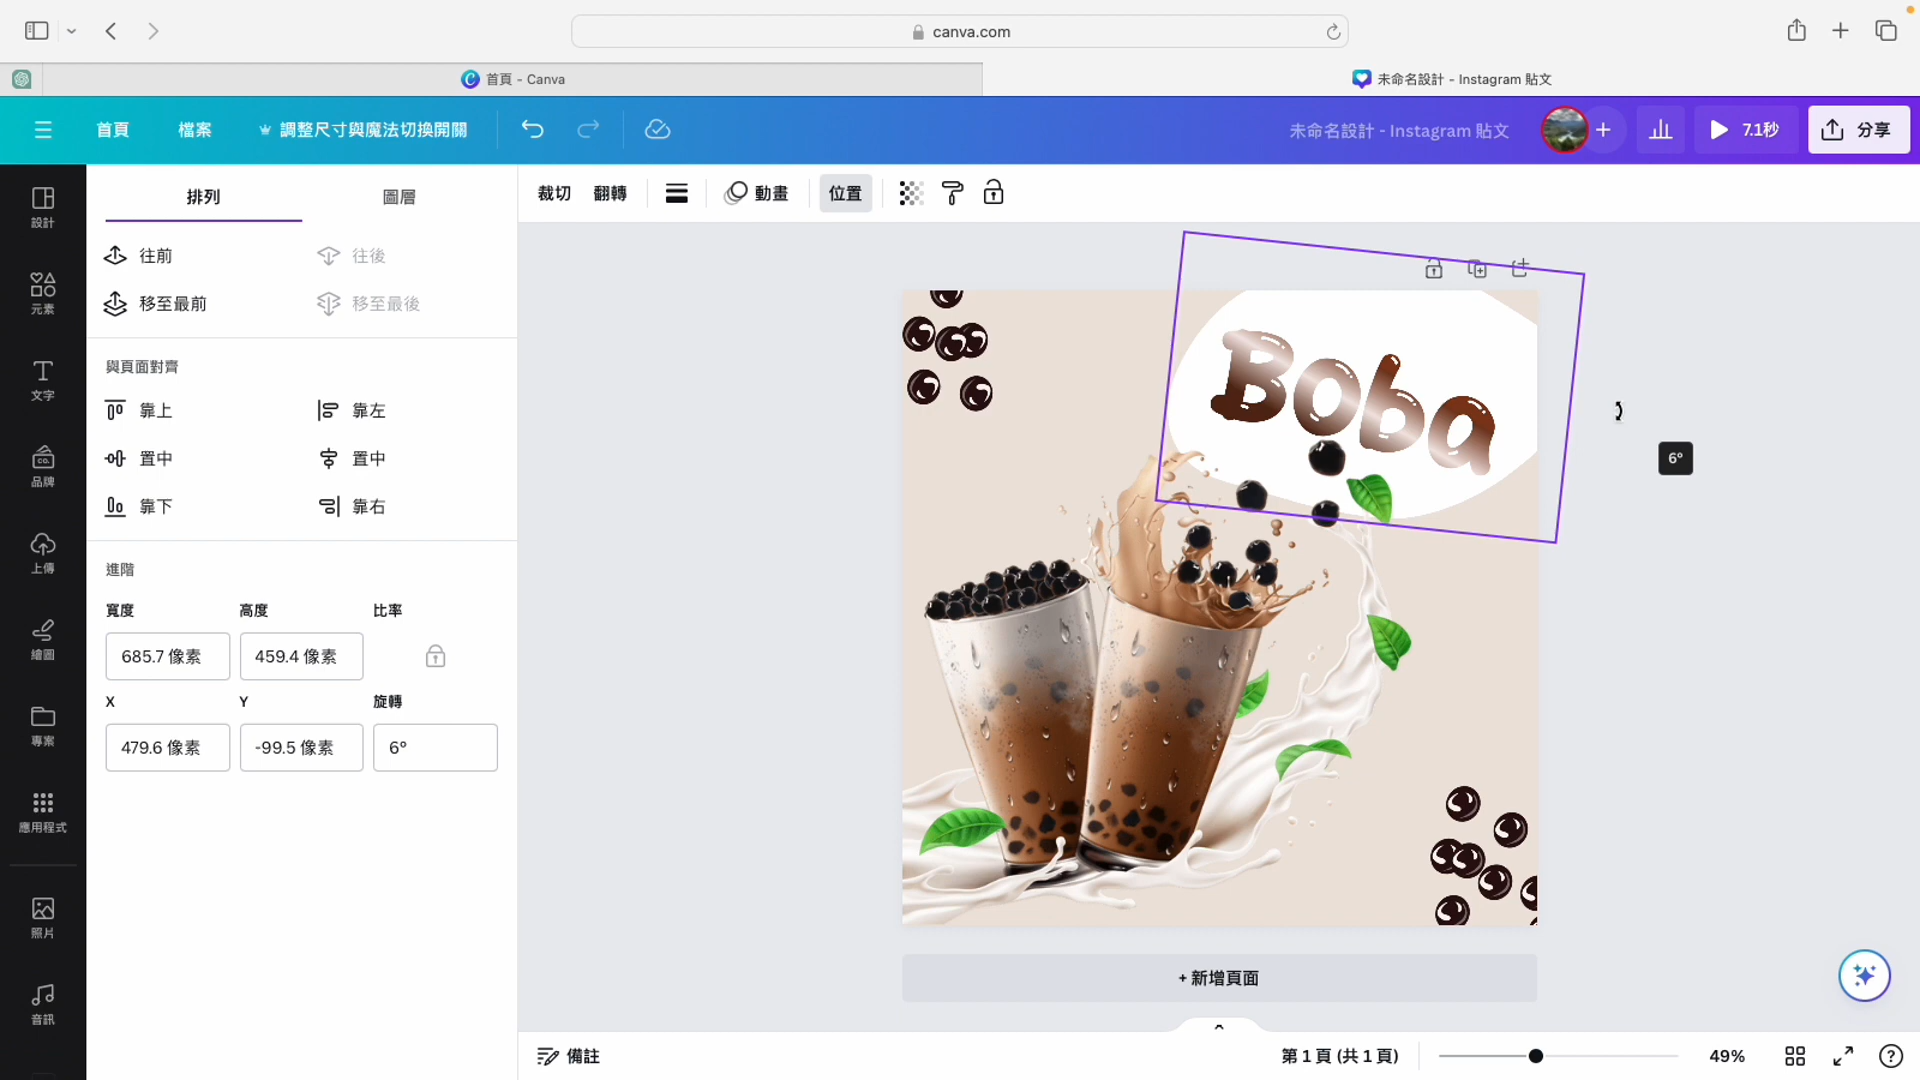 canva.com
首頁 - Canva
未命名設計 - Instagram 貼文
首頁
檔案
調整尺寸與魔法切換開關
未命名設計 - Instagram 貼文
7.1秒
分享
設計
元素
文字
CO.
品牌
上傳
繪圖
專案
應用程式
照片
音訊
排列
圖層
往前
往後
移至最前
移至最後
與頁面對齊
靠上
靠左
置中
置中
靠下
靠右
進階
寬度
高度
比率
685.7 像素
459.4 像素
X
Y
旋轉
479.6 像素
-99.5 像素
6°
裁切
翻轉
動畫
位置
Boba
6°
+ 新增頁面
備註
第 1 頁 (共 1 頁)
49%